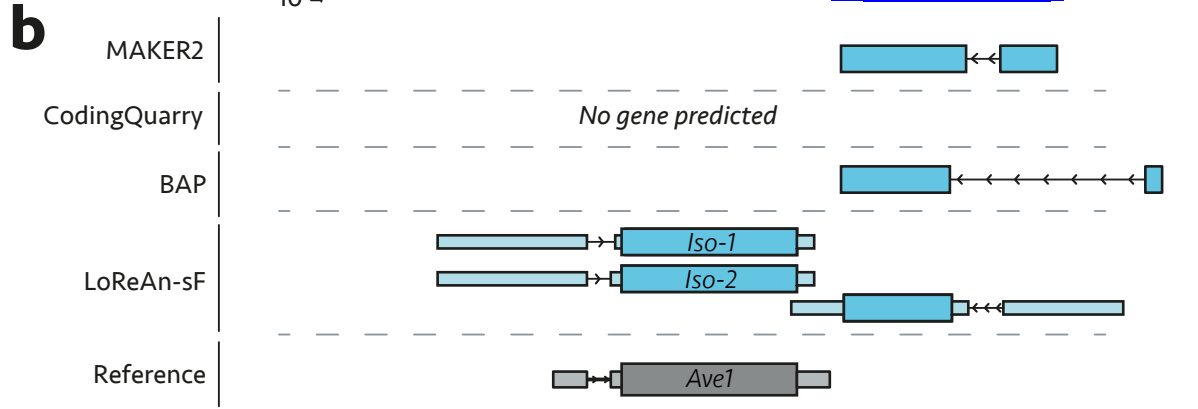 b
MAKER2
CodingQuarry
No gene predicted
BAP
Iso-1
Iso-2
LoReAn-sF
Reference
Ave1